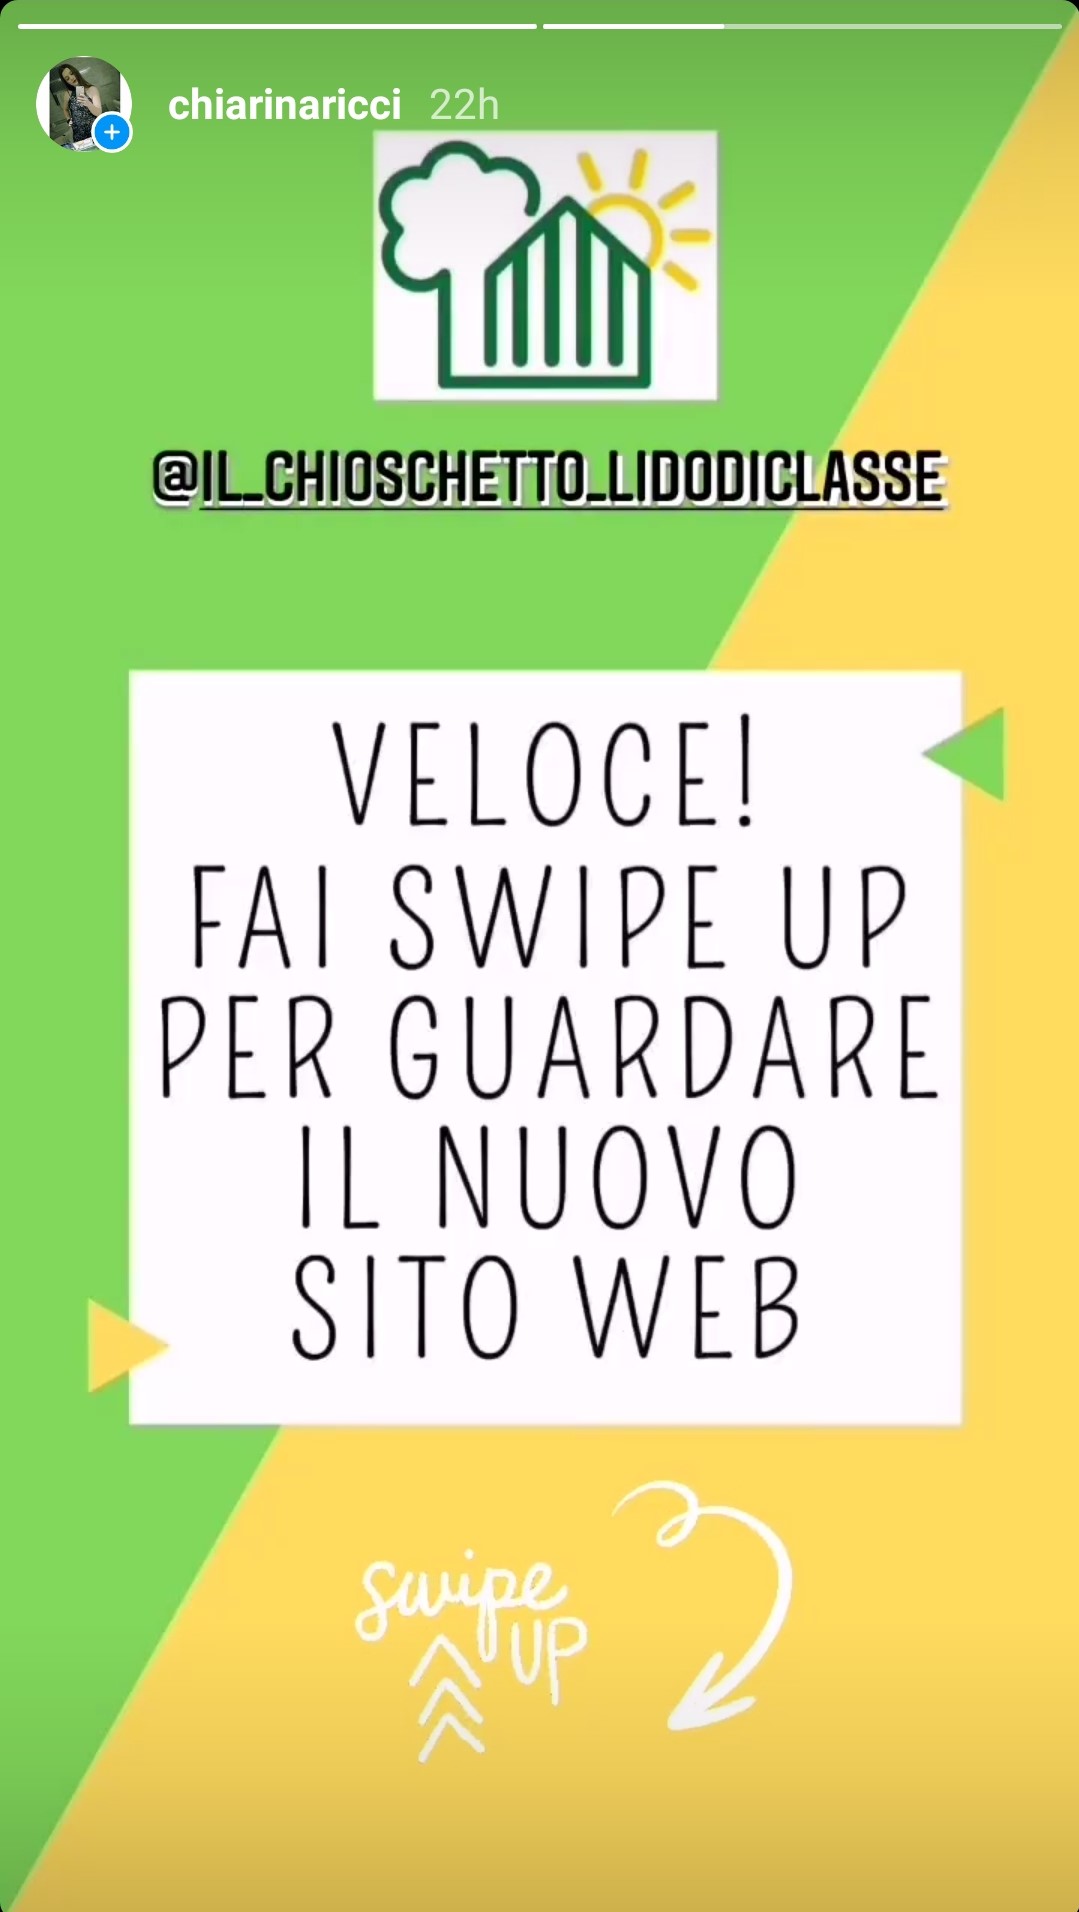 chiarinaricci 22h
@IL_CHIOSCHETTO_LIDODICLASSE
VELOCE!
FAI SWIPE UP
PER GUARDARE
IL NUOVO
SITO WEB
swipe
UP